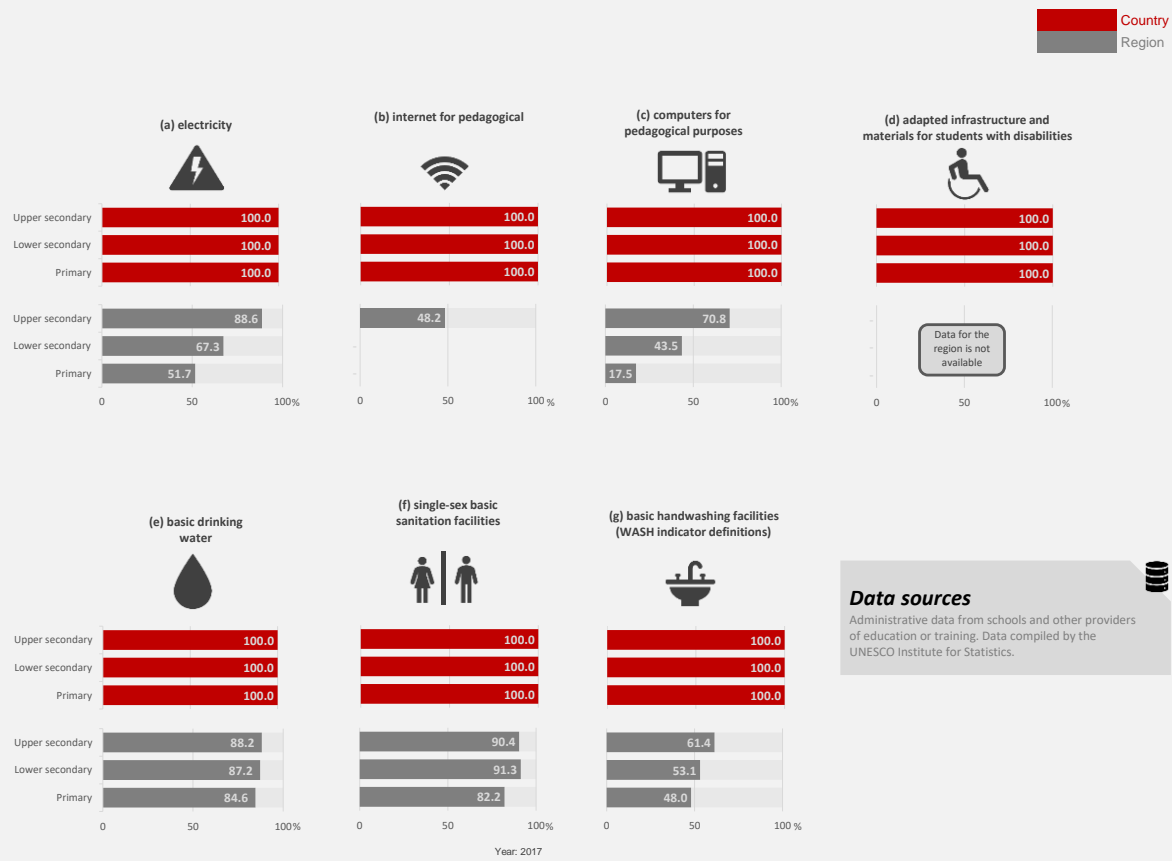 Country
Region
(a) electricity
(b) internet for pedagogical
(c) computers for
pedagogical purposes
(d) adapted infrastructure and
materials for students with disabilities
Upper secondary 100.0 100.0 100.0 100.0
Lower secondary 100.0 100.0 100.0 100.0
Primary 100.0 100.0 100.0 100.0
Upper secondary 88.6 48.2 70.8 -
Lower secondary 67.3 - 43.5 -
Primary 51.7 - 17.5 -
Data for the
region is not
available
0 50 100% 0 50 100% 0 50 100% 0 50 100%
(e) basic drinking
water
(f) single-sex basic
sanitation facilities
(g) basic handwashing facilities
(WASH indicator definitions)
Data sources
Administrative data from schools and other providers
of education or training. Data compiled by the
UNESCO Institute for Statistics.
Upper secondary 100.0 100.0 100.0
Lower secondary 100.0 100.0 100.0
Primary 100.0 100.0 100.0
Upper secondary 88.2 90.4 61.4
Lower secondary 87.2 91.3 53.1
Primary 84.6 82.2 48.0
0 50 100% 0 50 100% 0 50 100 %
Year: 2017